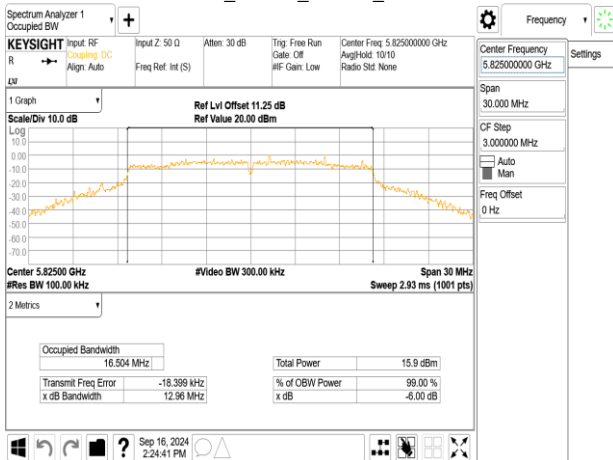 Spectrum Analyzer 1
Occupied BW
Frequency
Settings
KEYSIGHT
R
LXI
Input: RF
Coupling: DC
Align: Auto
Input Z: 50 Ω
Freq Ref: Int (S)
Atten: 30 dB
Trig: Free Run
Gate: Off
#IF Gain: Low
Center Freq: 5.825000000 GHz
Avg|Hold: 10/10
Radio Std: None
Center Frequency
5.825000000 GHz
Span
30.000 MHz
CF Step
3.000000 MHz
Auto
Man
Freq Offset
0 Hz
1 Graph
Scale/Div 10.0 dB
Ref Lvl Offset 11.25 dB
Ref Value 20.00 dBm
Log
10.0
0.00
-10.0
-20.0
-30.0
-40.0
-50.0
-60.0
-70.0
Center 5.82500 GHz
#Video BW 300.00 kHz
Span 30 MHz
#Res BW 100.00 kHz
Sweep 2.93 ms (1001 pts)
2 Metrics
Occupied Bandwidth
16.504 MHz
Total Power 15.9 dBm
Transmit Freq Error -18.399 kHz
% of OBW Power 99.00 %
x dB Bandwidth 12.96 MHz
x dB -6.00 dB
?
Sep 16, 2024
2:24:41 PM